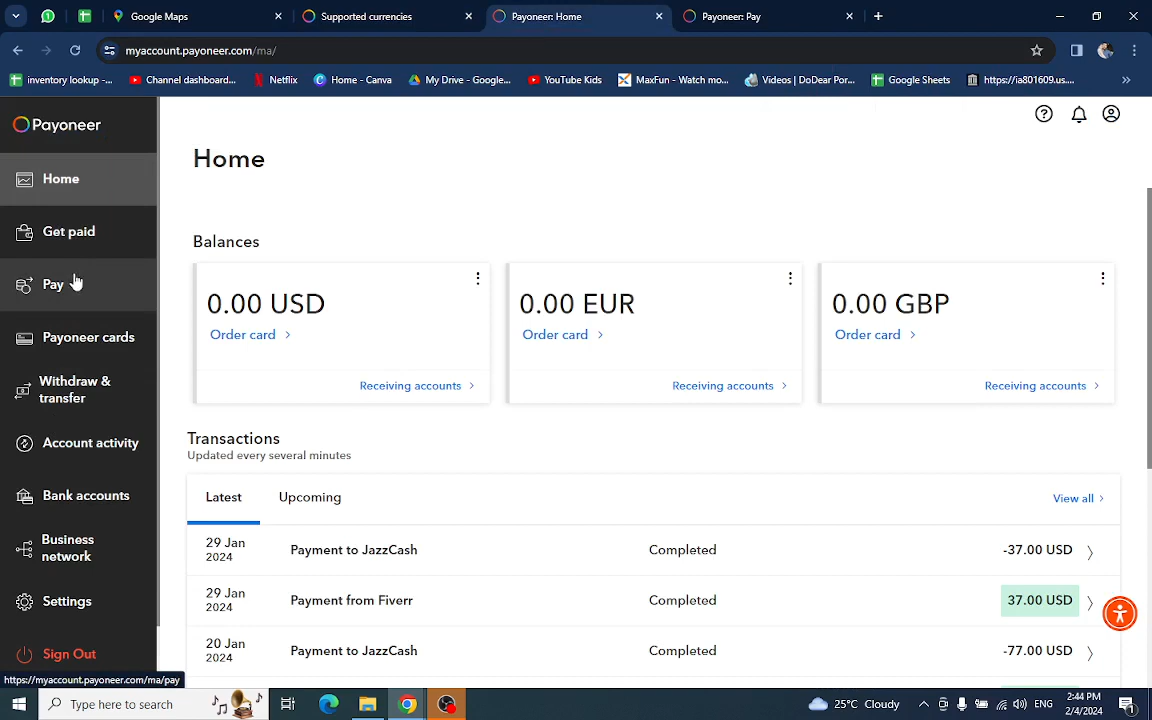 Google Maps
Supported currencies
Payoneer: Home
Payoneer: Pay
myaccount.payoneer.com/ma/
inventory lookup -...
Channel dashboard...
Netflix
Home - Canva
My Drive - Google...
YouTube Kids
MaxFun - Watch mo...
Videos | DoDear Por...
Google Sheets
https://ia801609.us....
Payoneer
Home
Get paid
Pay
Payoneer cards
Withdraw &
transfer
Account activity
Bank accounts
Business
network
Settings
Sign Out
https://myaccount.payoneer.com/ma/pay
Home
Balances
0.00 USD
Order card
Receiving accounts
0.00 EUR
Order card
Receiving accounts
0.00 GBP
Order card
Receiving accounts
Transactions
Updated every several minutes
Latest
Upcoming
View all
29 Jan
2024
Payment to JazzCash
Completed
-37.00 USD
29 Jan
2024
Payment from Fiverr
Completed
37.00 USD
20 Jan
2024
Payment to JazzCash
Completed
-77.00 USD
Type here to search
25°C Cloudy
ENG
2:44 PM
2/4/2024
1